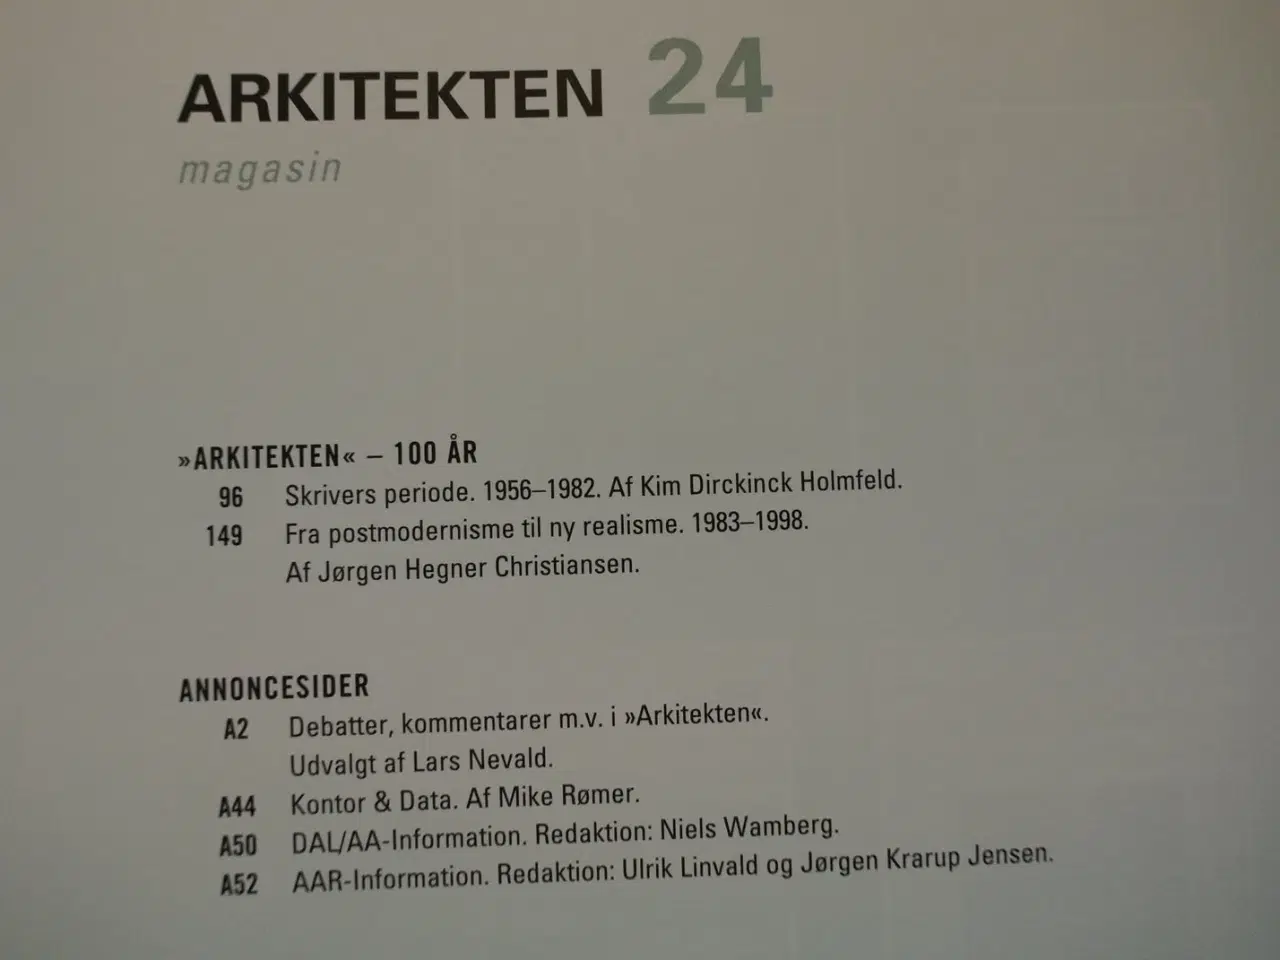 ARKITEKTEN 24
magasin
»ARKITEKTEN« – 100 ÅR
96 Skrivers periode. 1956–1982. Af Kim Dirckinck Holmfeld.
149 Fra postmodernisme til ny realisme. 1983–1998.
Af Jørgen Hegner Christiansen.
ANNONCESIDER
A2 Debatter, kommentarer m.v. i »Arkitekten«.
Udvalgt af Lars Nevald.
A44 Kontor & Data. Af Mike Rømer.
A50 DAL/AA-Information. Redaktion: Niels Wamberg.
A52 AAR-Information. Redaktion: Ulrik Linvald og Jørgen Krarup Jensen.